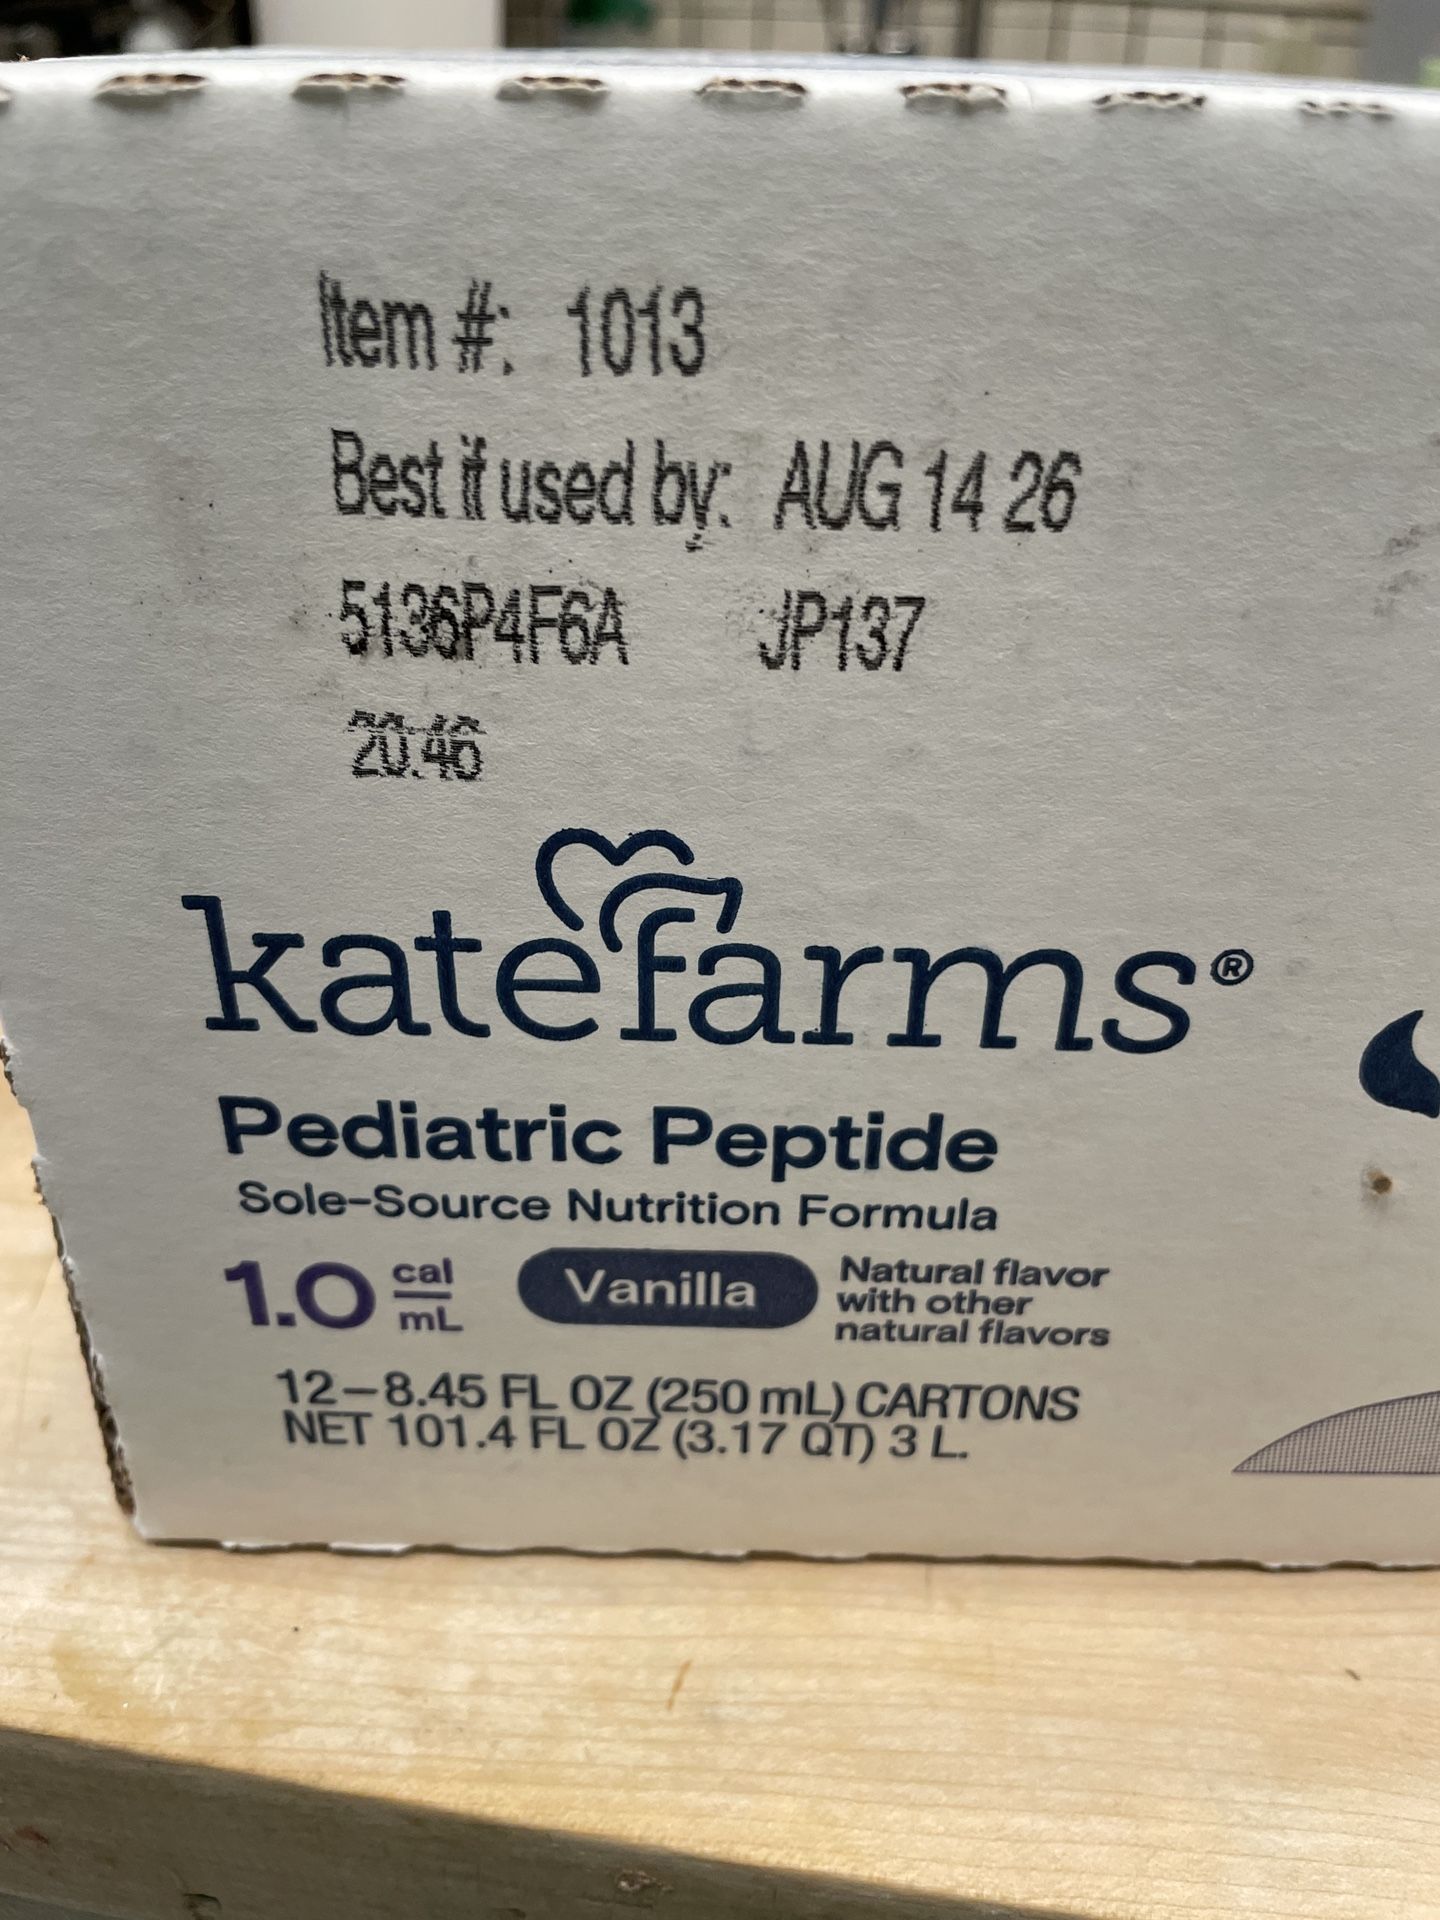 Item #: 1013
Best if used by: AUG 14 26
5136P4F6A JP137
20:46
katefarms®
Pediatric Peptide
Sole-Source Nutrition Formula
1.0 cal
mL
Vanilla
Natural flavor
with other
natural flavors
12–8.45 FL OZ (250 mL) CARTONS
NET 101.4 FL OZ (3.17 QT) 3 L.